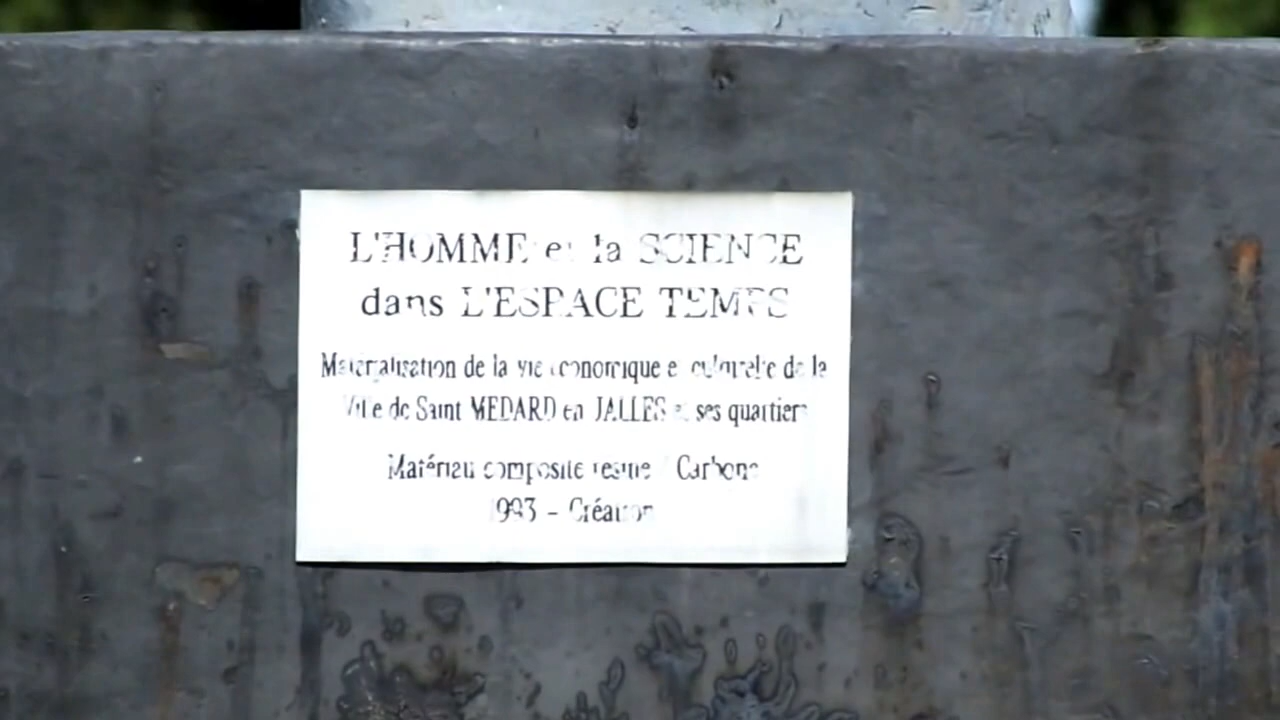 L'HOMME et la SCIENCE
dans L'ESPACE TEMPS
Matérialisation de la vie économique et culturelle de la
Ville de Saint MEDARD en JALLES et ses quartiers
Matériau composite résine / Carbone
1993 - Création